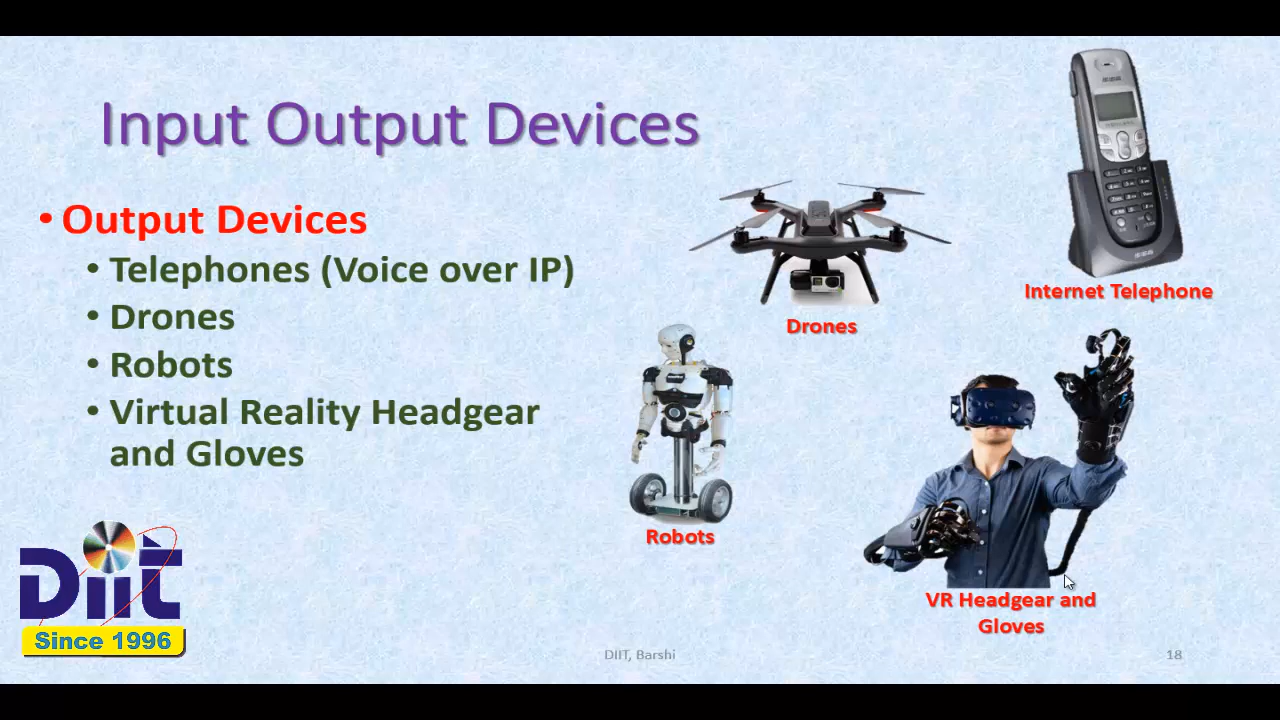 Input Output Devices
• Output Devices
• Telephones (Voice over IP)
• Drones
• Robots
• Virtual Reality Headgear
and Gloves
Internet Telephone
Drones
Robots
VR Headgear and
Gloves
Diit
Since 1996
DIIT, Barshi
18